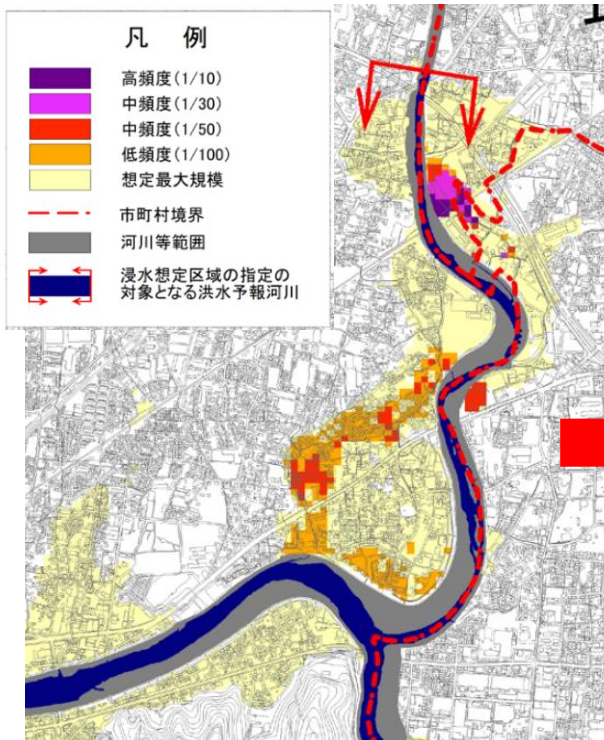 凡 例
高頻度(1/10)
中頻度(1/30)
中頻度(1/50)
低頻度(1/100)
想定最大規模
市町村境界
河川等範囲
浸水想定区域の指定の
対象となる洪水予報河川